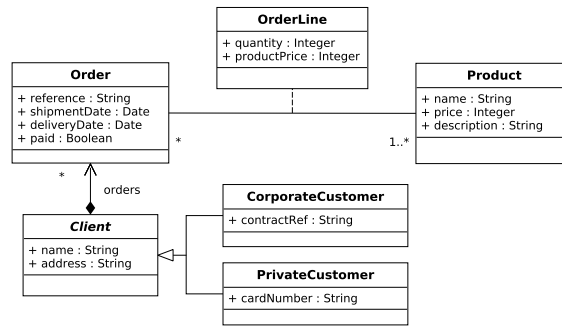 OrderLine
+ quantity : Integer
+ productPrice : Integer
Order
+ reference : String
+ shipmentDate : Date
+ deliveryDate : Date
+ paid : Boolean
Product
+ name : String
+ price : Integer
+ description : String
*
1..*
*
orders
Client
+ name : String
+ address : String
CorporateCustomer
+ contractRef : String
PrivateCustomer
+ cardNumber : String